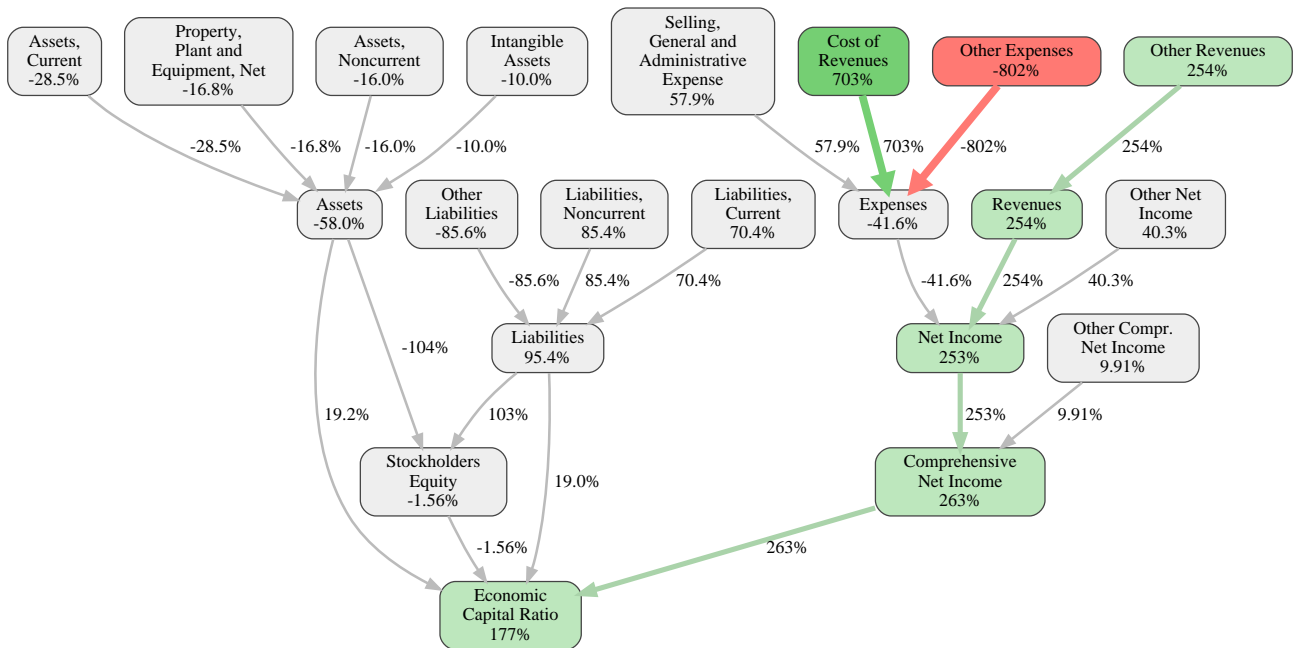 Assets,
Current
-28.5%
Property,
Plant and
Equipment, Net
-16.8%
Assets,
Noncurrent
-16.0%
Intangible
Assets
-10.0%
Selling,
General and
Administrative
Expense
57.9%
Cost of
Revenues
703%
Other Expenses
-802%
Other Revenues
254%
-28.5%
-16.8%
-16.0%
-10.0%
57.9%
703%
-802%
254%
Assets
-58.0%
Other
Liabilities
-85.6%
Liabilities,
Noncurrent
85.4%
Liabilities,
Current
70.4%
Expenses
-41.6%
Revenues
254%
Other Net
Income
40.3%
-85.6%
85.4%
70.4%
-41.6%
254%
40.3%
Liabilities
95.4%
Net Income
253%
Other Compr.
Net Income
9.91%
-104%
19.2%
103%
19.0%
253%
9.91%
Stockholders
Equity
-1.56%
Comprehensive
Net Income
263%
-1.56%
263%
Economic
Capital Ratio
177%